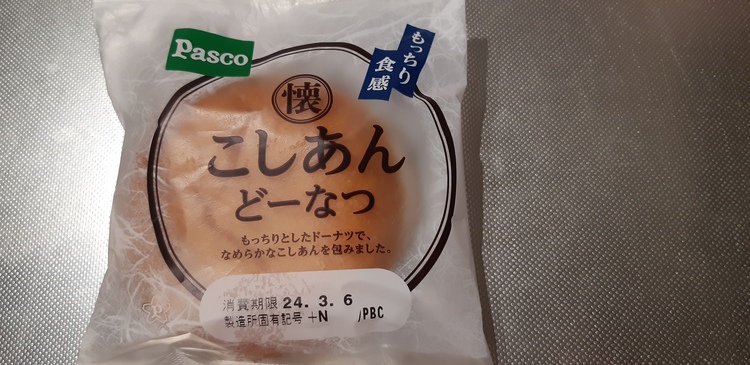 Pasco
もっちり
食感
懐
こしあん
どーなつ
もっちりとしたドーナツで、
なめらかなこしあんを包みました。
消費期限 24. 3. 6
製造所固有記号 +N /PBC